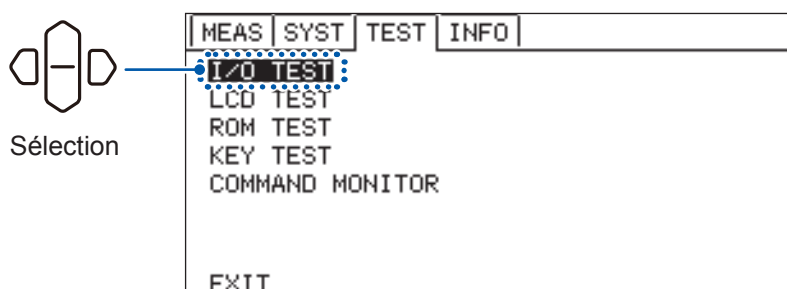 MEAS SYST TEST INFO
I/O TEST
LCD TEST
Sélection
ROM TEST
KEY TEST
COMMAND MONITOR
EXIT